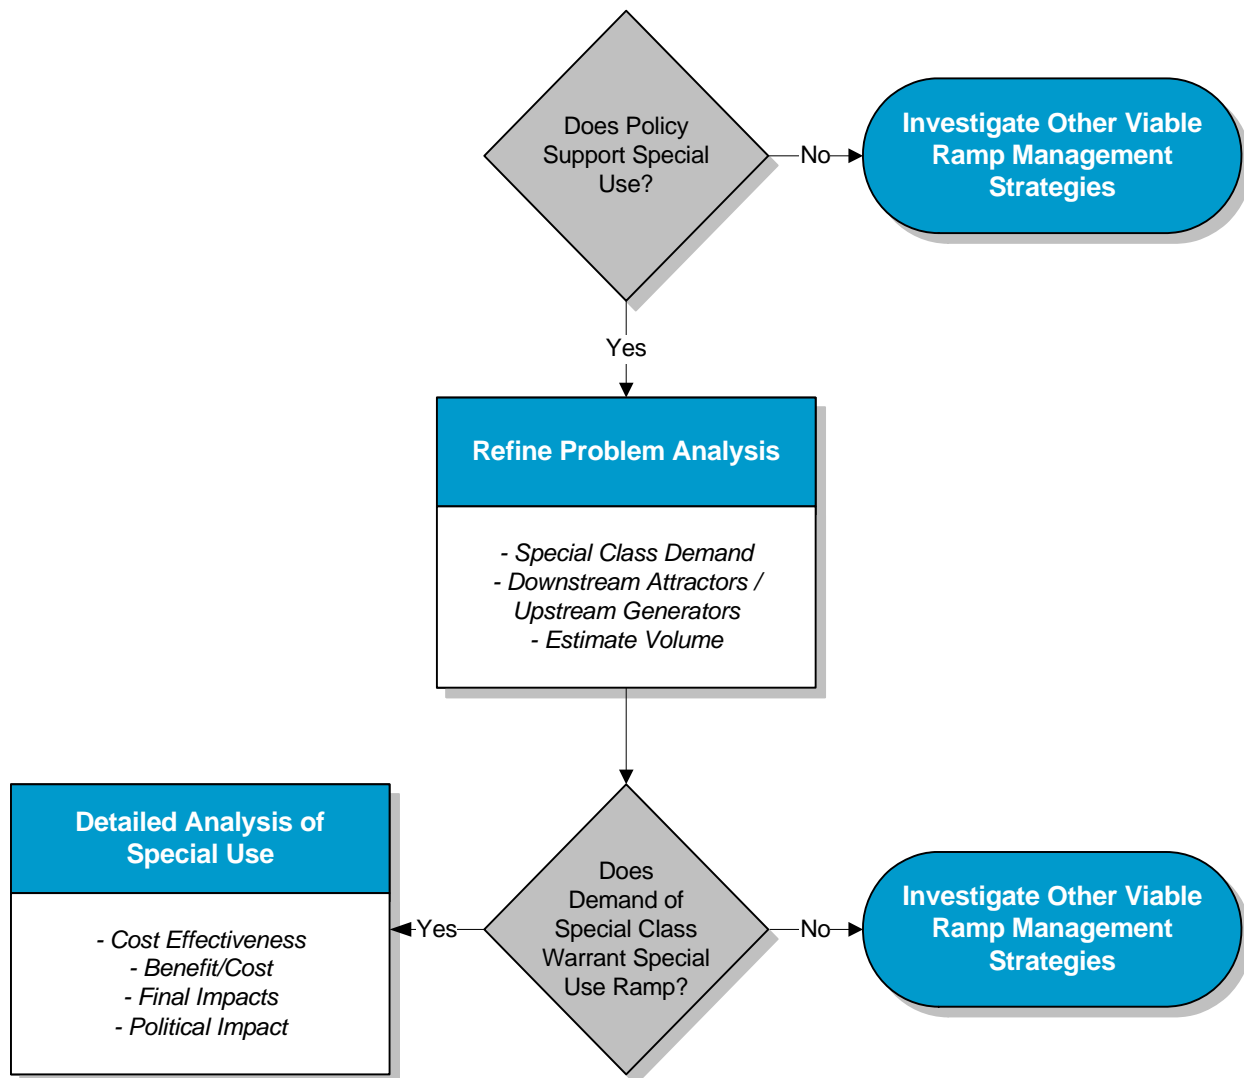 Does Policy
Support Special
Use?
No
Investigate Other Viable
Ramp Management
Strategies
Yes
Refine Problem Analysis
- Special Class Demand
- Downstream Attractors /
Upstream Generators
- Estimate Volume
Detailed Analysis of
Special Use
- Cost Effectiveness
- Benefit/Cost
- Final Impacts
- Political Impact
Yes
Does
Demand of
Special Class
Warrant Special
Use Ramp?
No
Investigate Other Viable
Ramp Management
Strategies